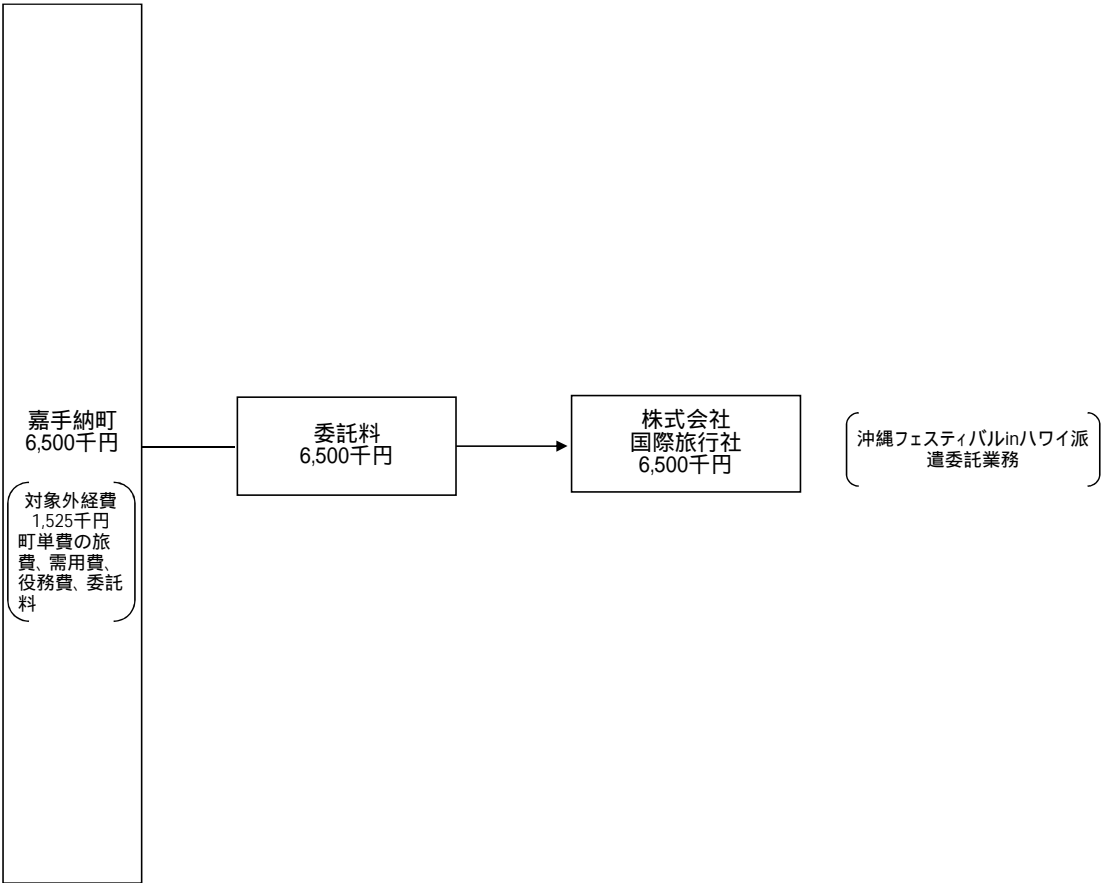 嘉手納町
6,500千円
対象外経費
1,525千円
町単費の旅
費、需用費、
役務費、委託
料
委託料
6,500千円
株式会社
国際旅行社
6,500千円
沖縄フェスティバルinハワイ派
遣委託業務